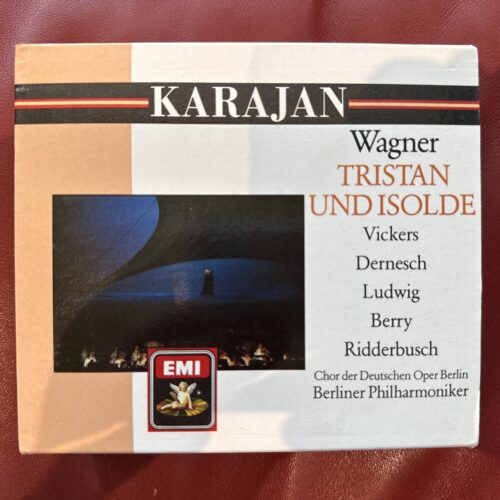 KARAJAN
Wagner
TRISTAN
UND ISOLDE
Vickers
Dernesch
Ludwig
Berry
Ridderbusch
Chor der Deutschen Oper Berlin
Berliner Philharmoniker
EMI